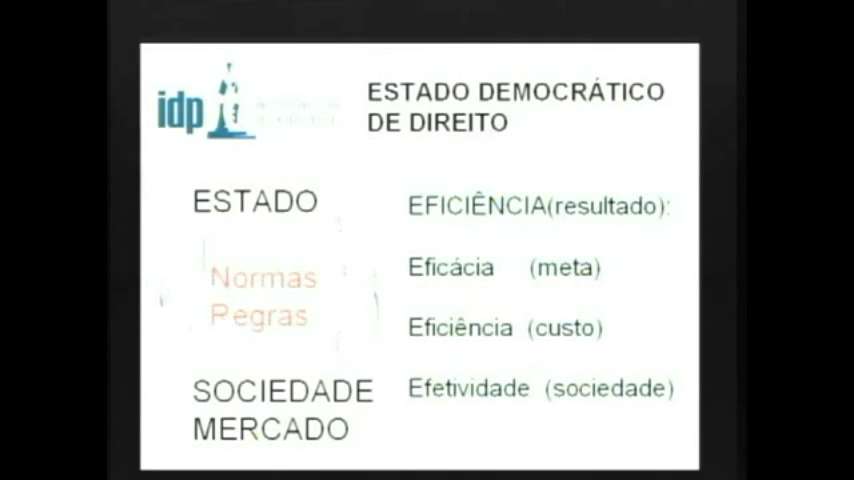 idp
ESTADO DEMOCRÁTICO
DE DIREITO
ESTADO
Normas
Regras
SOCIEDADE
MERCADO
EFICIÊNCIA(resultado):
Eficácia (meta)
Eficiência (custo)
Efetividade (sociedade)